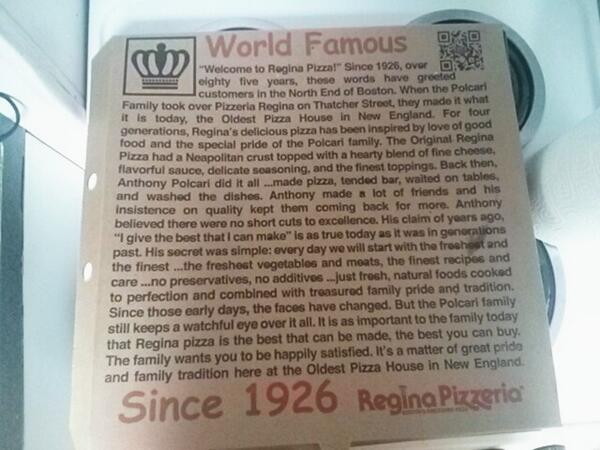 World Famous
"Welcome to Regina Pizza!" Since 1926, over
eighty five years, these words have greeted
customers in the North End of Boston. When the Polcari
Family took over Pizzeria Regina on Thatcher Street, they made it what
it is today, the Oldest Pizza House in New England. For four
generations, Regina's delicious pizza has been inspired by love of good
food and the special pride of the Polcari family. The Original Regina
Pizza had a Neapolitan crust topped with a hearty blend of fine cheese,
flavorful sauce, delicate seasoning, and the finest toppings. Back then,
Anthony Polcari did it all ...made pizza, tended bar, waited on tables,
and washed the dishes. Anthony made a lot of friends and his
insistence on quality kept them coming back for more. Anthony
believed there were no short cuts to excellence. His claim of years ago,
"I give the best that I can make" is as true today as it was in generations
past. His secret was simple: every day we will start with the freshest and
the finest ...the freshest vegetables and meats, the finest recipes and
care ...no preservatives, no additives ...just fresh, natural foods cooked
to perfection and combined with treasured family pride and tradition.
Since those early days, the faces have changed. But the Polcari family
still keeps a watchful eye over it all. It is as important to the family today
that Regina pizza is the best that can be made, the best you can buy.
The family wants you to be happily satisfied. It's a matter of great pride
and family tradition here at the Oldest Pizza House in New England.
Since 1926 Regina Pizzeria